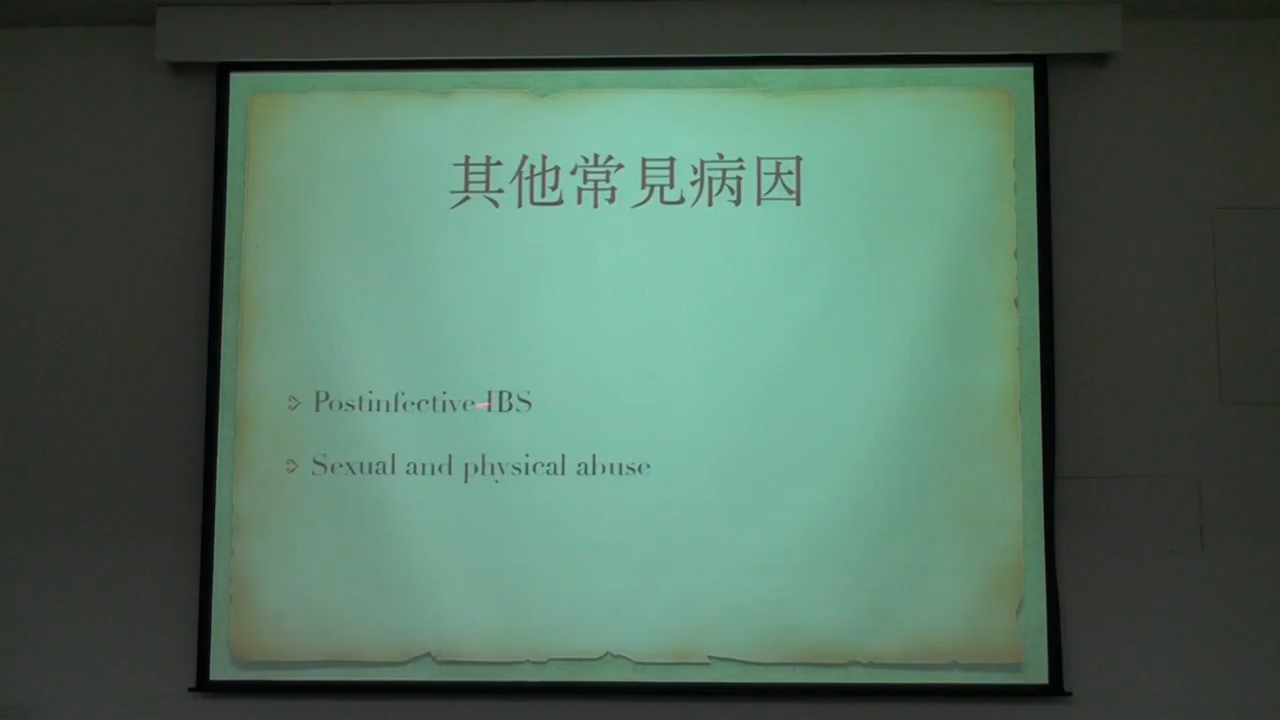 其他常見病因
Postinfective IBS
Sexual and physical abuse